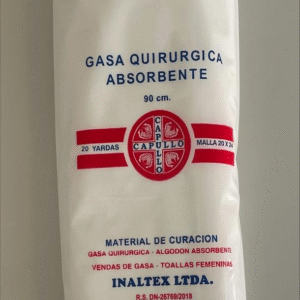 GASA QUIRURGICA
ABSORBENTE
90 cm.
CAPULLO
20 YARDAS
CAPULLO
MALLA 20 X 24
MATERIAL DE CURACION
GASA QUIRURGICA - ALGODON ABSORBENTE
VENDAS DE GASA - TOALLAS FEMENINAS
INALTEX LTDA.
R.S. DN-26769/2018